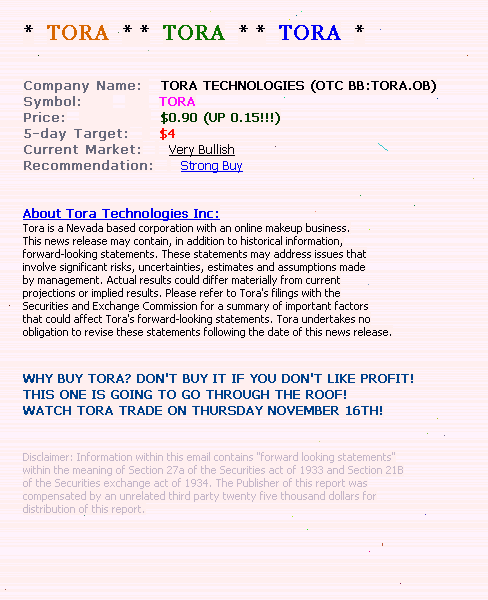 * TORA * * TORA * * TORA *
Company Name: TORA TECHNOLOGIES (OTC BB:TORA.OB)
Symbol: TORA
Price: $0.90 (UP 0.15!!!)
5-day Target: $4
Current Market: Very Bullish
Recommendation: Strong Buy
About Tora Technologies Inc:
Tora is a Nevada based corporation with an online makeup business.
This news release may contain, in addition to historical information,
forward-looking statements. These statements may address issues that
involve significant risks, uncertainties, estimates and assumptions made
by management. Actual results could differ materially from current
projections or implied results. Please refer to Tora's filings with the
Securities and Exchange Commission for a summary of important factors
that could affect Tora's forward-looking statements. Tora undertakes no
obligation to revise these statements following the date of this news release.
WHY BUY TORA? DON'T BUY IT IF YOU DON'T LIKE PROFIT!
THIS ONE IS GOING TO GO THROUGH THE ROOF!
WATCH TORA TRADE ON THURSDAY NOVEMBER 16TH!
Disclaimer: Information within this email contains "forward looking statements"
within the meaning of Section 27a of the Securities act of 1933 and Section 21B
of the Securities exchange act of 1934. The Publisher of this report was
compensated by an unrelated third party twenty five thousand dollars for
distribution of this report.